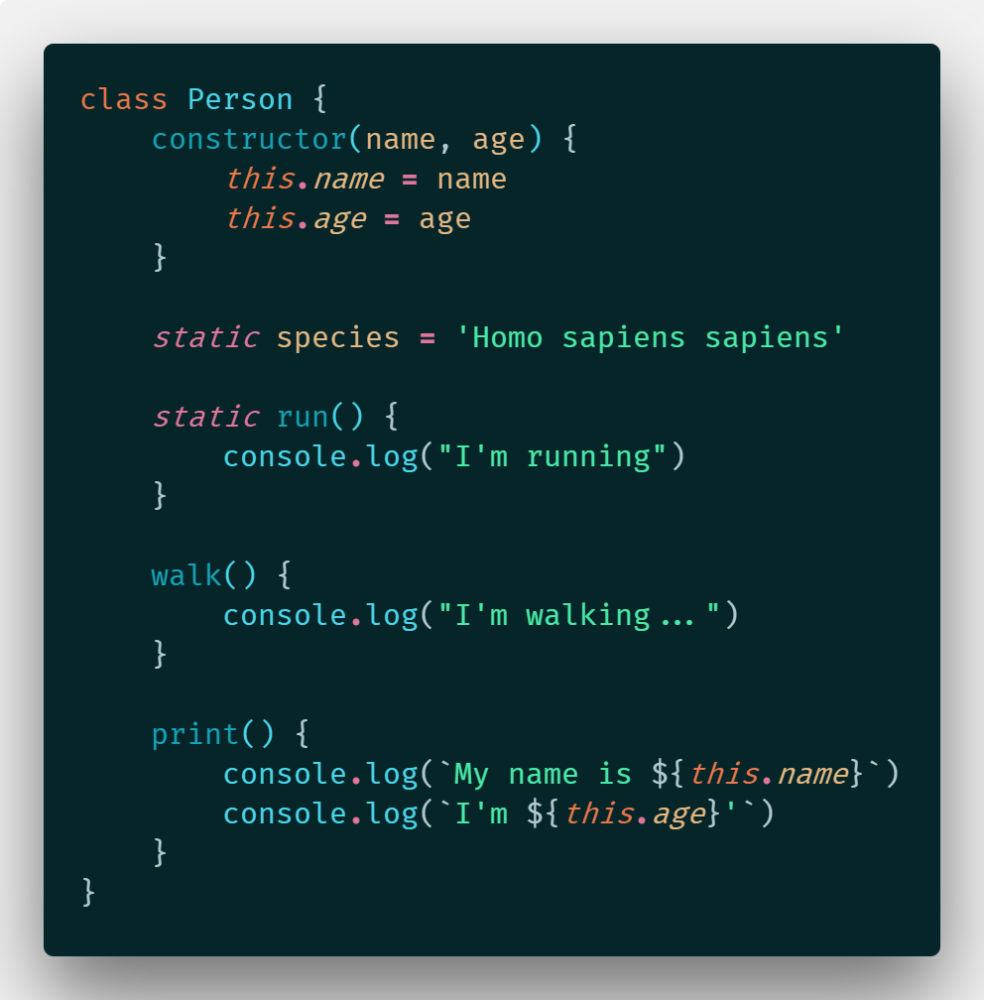 class Person {
    constructor(name, age) {
        this.name = name
        this.age = age
    }

    static species = 'Homo sapiens sapiens'

    static run() {
        console.log("I'm running")
    }

    walk() {
        console.log("I'm walking...")
    }

    print() {
        console.log(`My name is ${this.name}`)
        console.log(`I'm ${this.age}'`)
    }
}